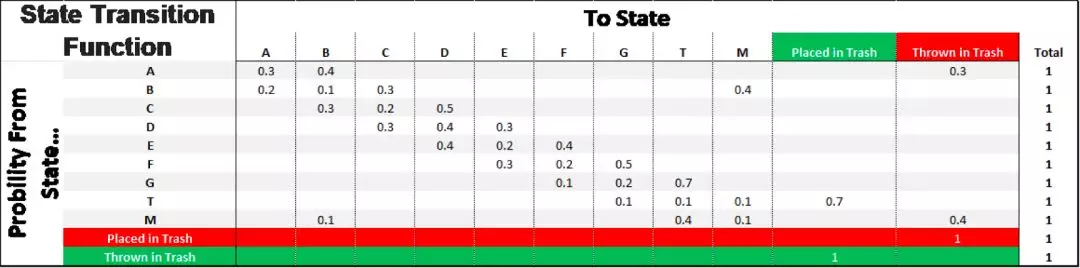 State Transition Function To State
A B C D E F G T M Placed in Trash Thrown in Trash Total
Probility From State...
A 0.3 0.4 0.3 1
B 0.2 0.1 0.3 0.4 1
C 0.3 0.2 0.5 1
D 0.3 0.4 0.3 1
E 0.4 0.2 0.4 1
F 0.3 0.2 0.5 1
G 0.1 0.2 0.7 1
T 0.1 0.1 0.1 0.7 1
M 0.1 0.4 0.1 0.4 1
Placed in Trash 1 1
Thrown in Trash 1 1